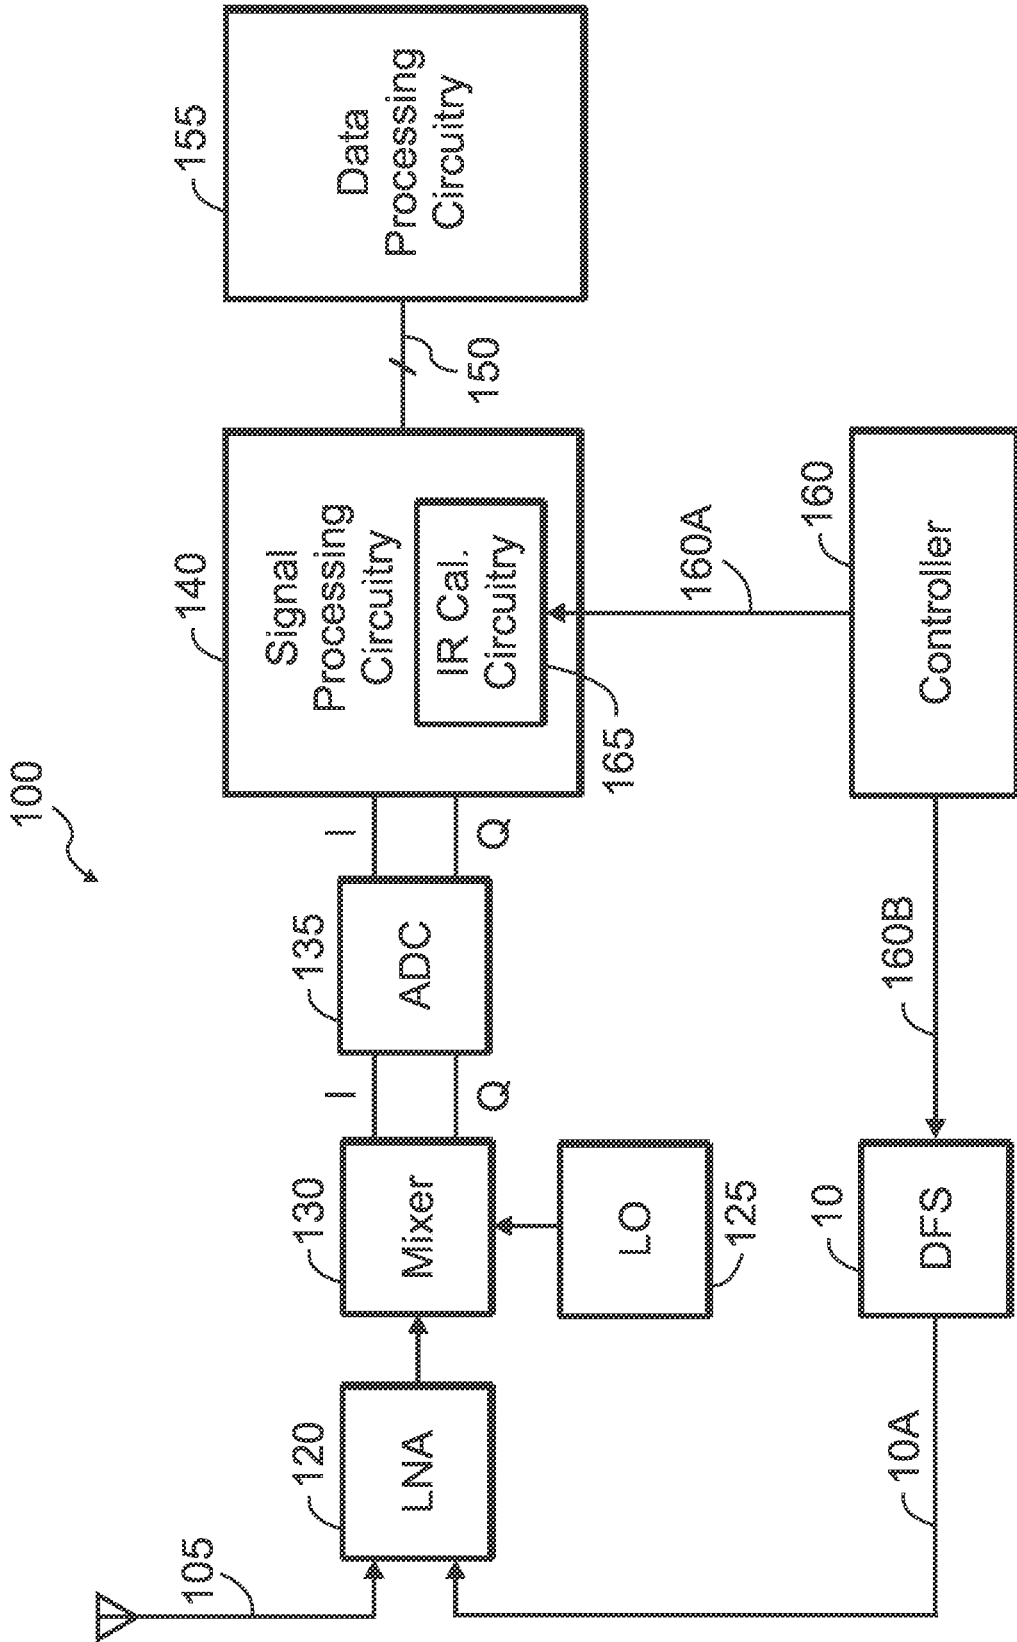 100
105
120
LNA
130
Mixer
I
Q
135
ADC
I
Q
140
Signal
Processing
Circuitry
IR Cal.
Circuitry
165
150
155
Data
Processing
Circuitry
LO
125
160A
10A
10
DFS
160B
160
Controller